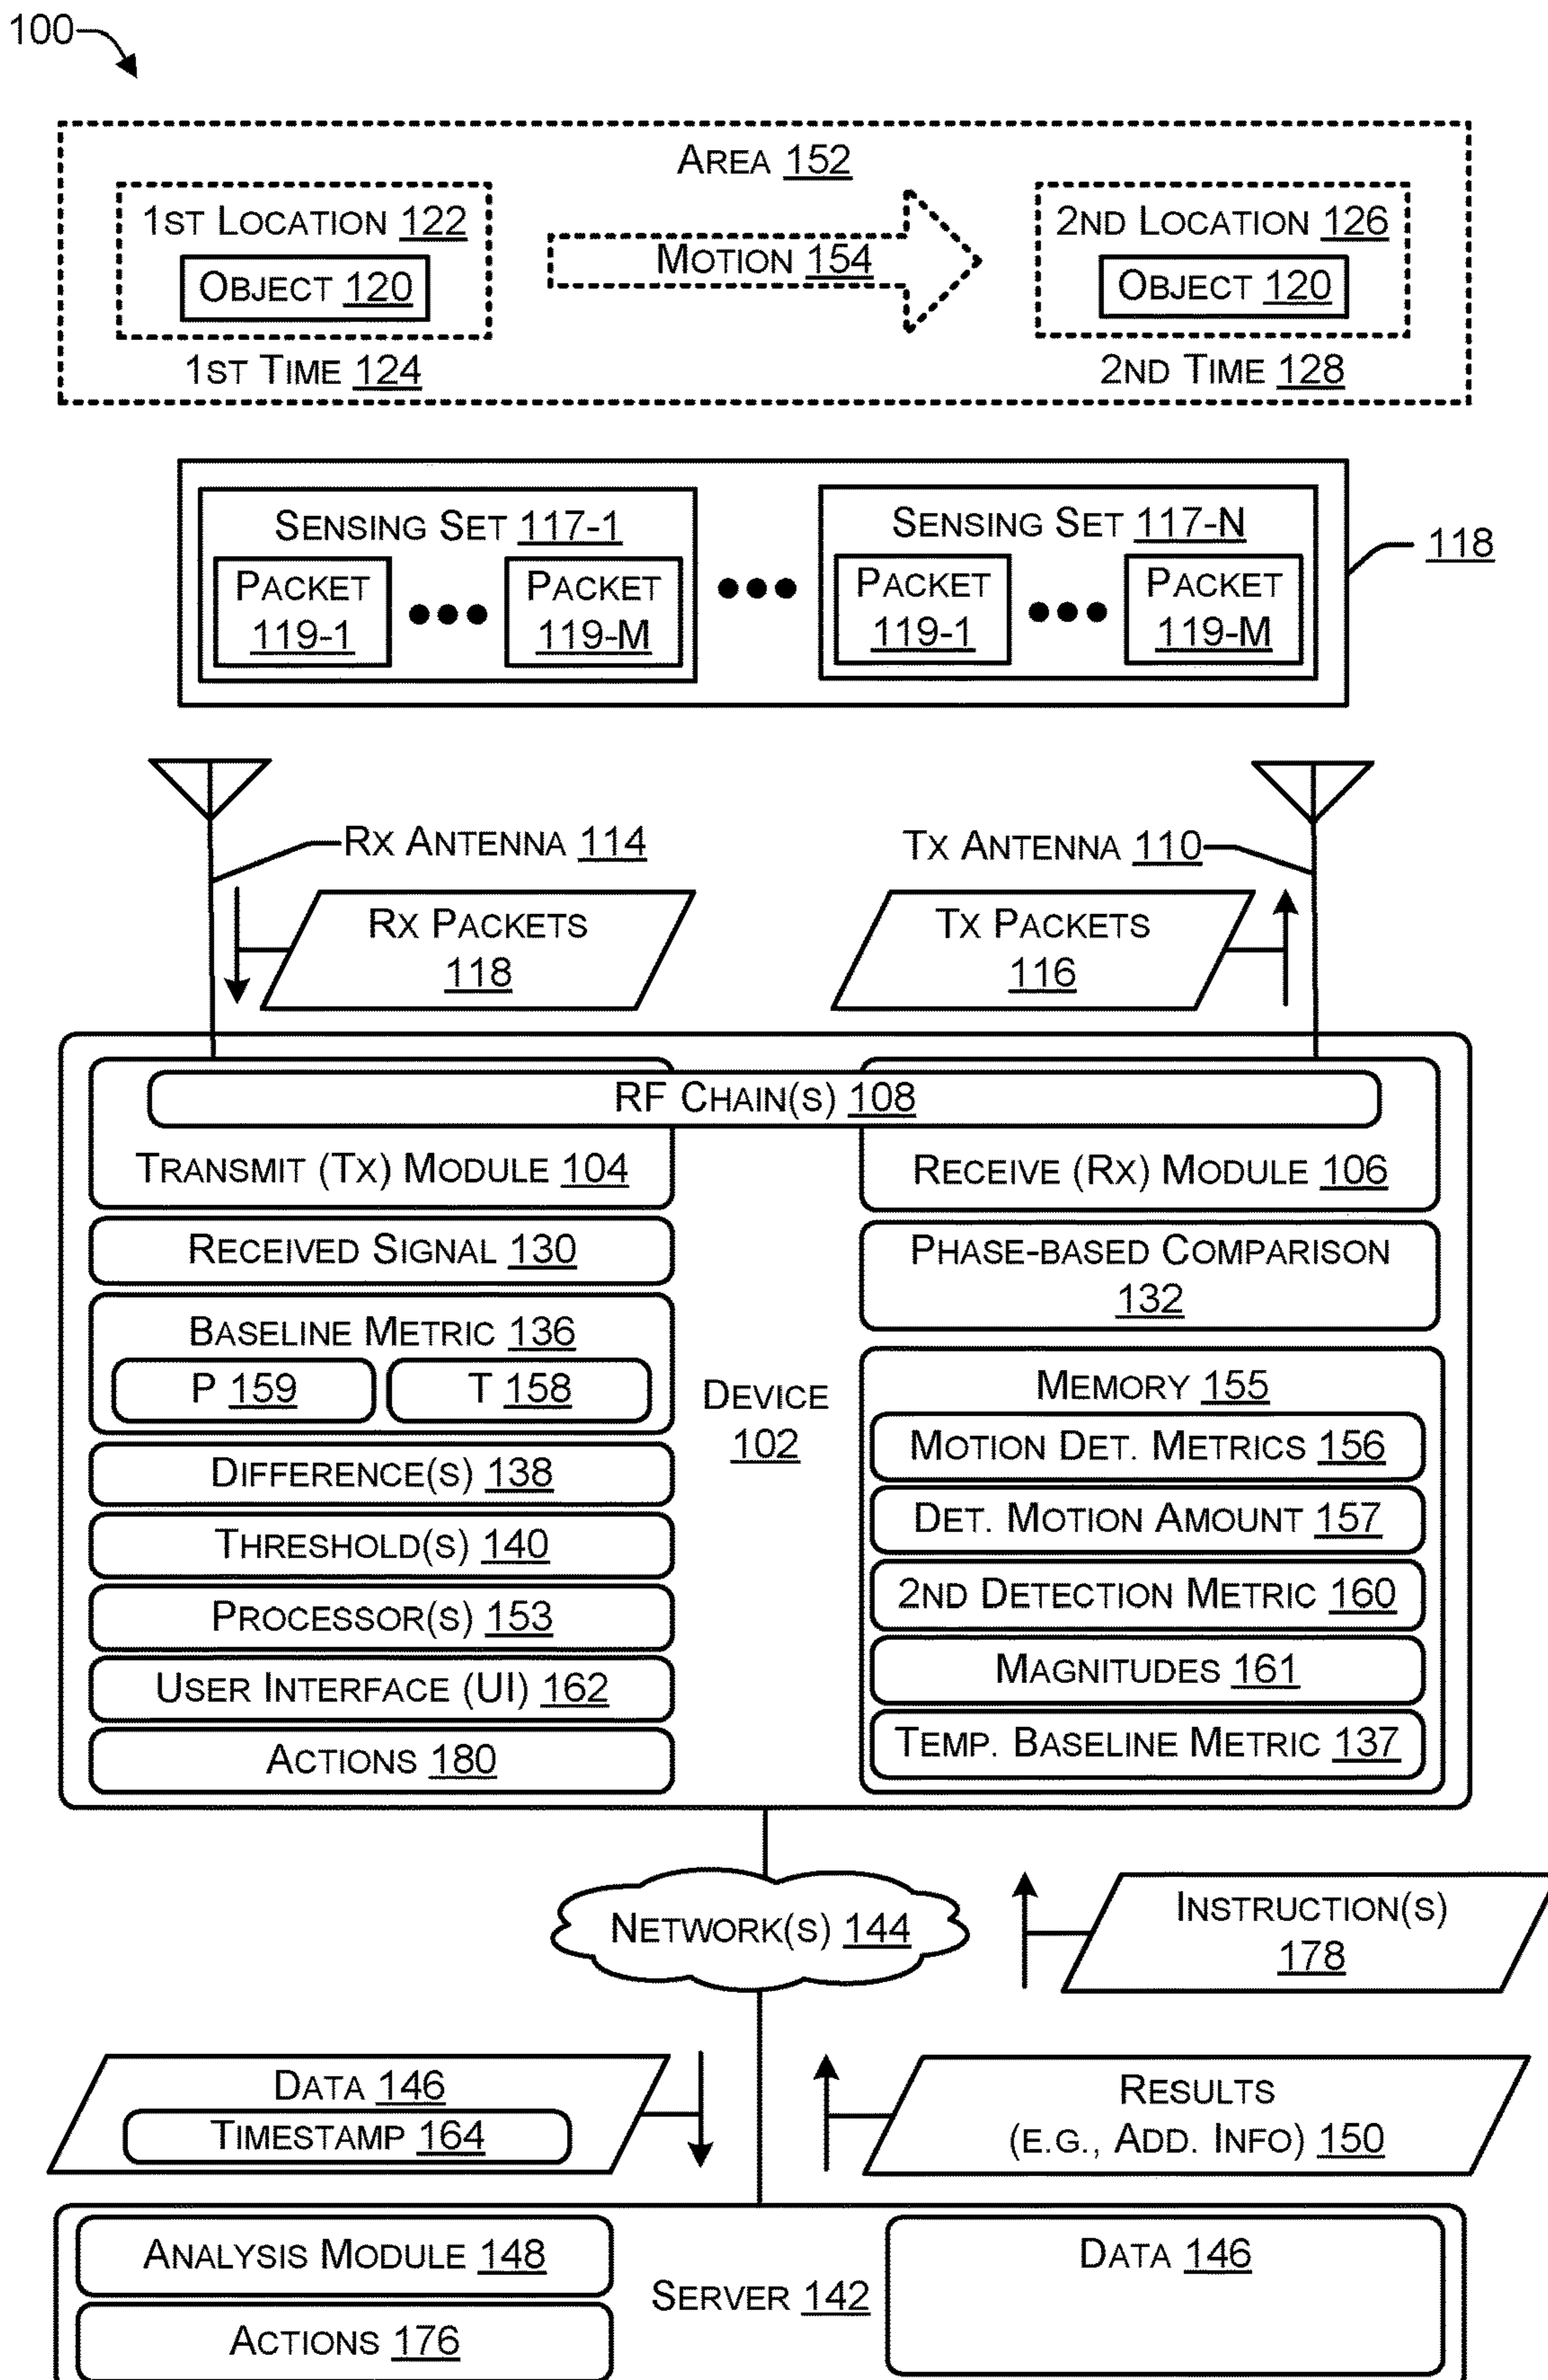 100
AREA 152
1ST LOCATION 122
OBJECT 120
1ST TIME 124
MOTION 154
2ND LOCATION 126
OBJECT 120
2ND TIME 128
SENSING SET 117-1
PACKET
119-1
PACKET
119-M
SENSING SET 117-N
PACKET
119-1
PACKET
119-M
118
RX ANTENNA 114
TX ANTENNA 110
RX PACKETS
118
TX PACKETS
116
RF CHAIN(S) 108
TRANSMIT (TX) MODULE 104
RECEIVE (RX) MODULE 106
RECEIVED SIGNAL 130
BASELINE METRIC 136
P 159
T 158
DIFFERENCE(S) 138
THRESHOLD(S) 140
PROCESSOR(S) 153
USER INTERFACE (UI) 162
ACTIONS 180
DEVICE
102
PHASE-BASED COMPARISON
132
MEMORY 155
MOTION DET. METRICS 156
DET. MOTION AMOUNT 157
2ND DETECTION METRIC 160
MAGNITUDES 161
TEMP. BASELINE METRIC 137
NETWORK(S) 144
INSTRUCTION(S)
178
DATA 146
TIMESTAMP 164
RESULTS
(E.G., ADD. INFO) 150
ANALYSIS MODULE 148
ACTIONS 176
SERVER 142
DATA 146